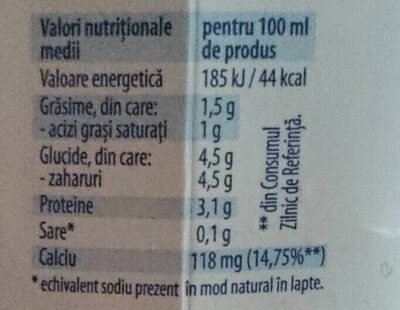 Valori nutriționale medii pentru 100 ml de produs
Valoare energetică 185 kJ / 44 kcal
Grăsime, din care: 1,5 g
- acizi grași saturați 1 g
Glucide, din care: 4,5 g
- zaharuri 4,5 g
Proteine 3,1 g
Sare* 0,1 g
Calciu 118 mg (14,75%**)
** din Consumul
Zilnic de Referință.
* echivalent sodiu prezent în mod natural în lapte.